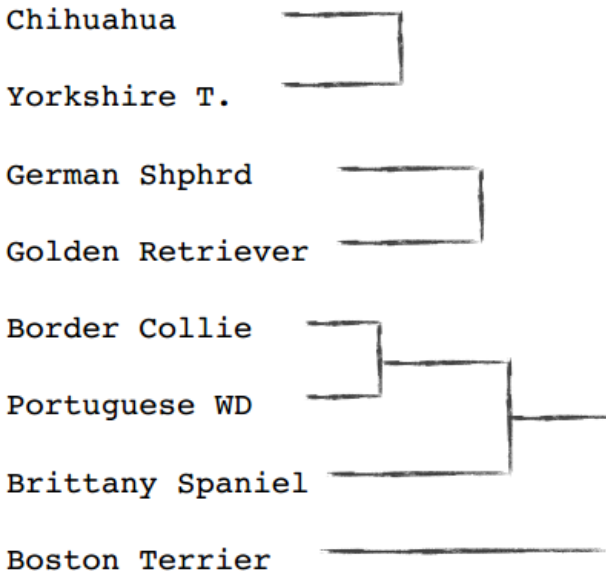 Chihuahua
Yorkshire T.
German Shphrd
Golden Retriever
Border Collie
Portuguese WD
Brittany Spaniel
Boston Terrier